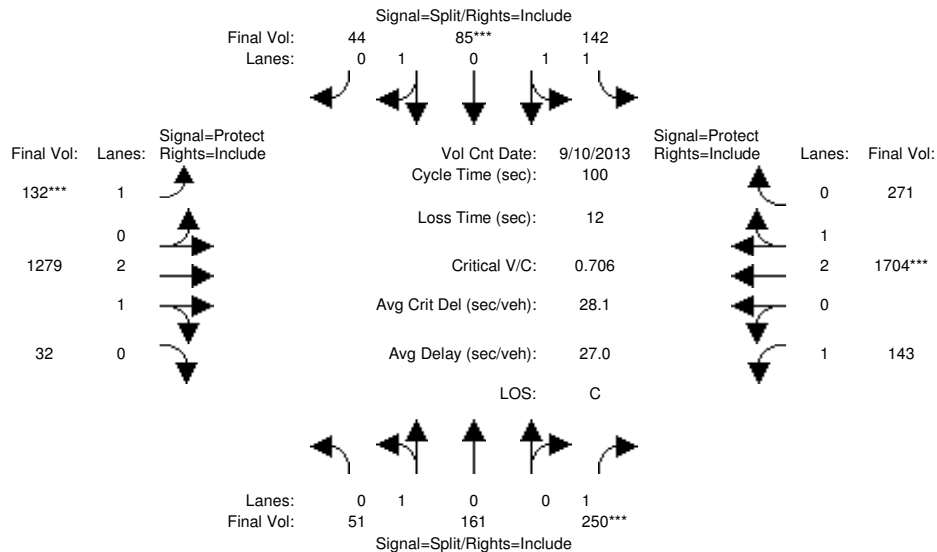 Signal=Split/Rights=Include
Final Vol: 44 85*** 142
Lanes: 0 1 0 1 1
Signal=Protect Signal=Protect
Final Vol: Lanes: Rights=Include Vol Cnt Date: 9/10/2013 Rights=Include Lanes: Final Vol:
Cycle Time (sec): 100
132*** 1 0 271
Loss Time (sec): 12
0 1
1279 2 Critical V/C: 0.706 2 1704***
1 Avg Crit Del (sec/veh): 28.1 0
32 0 Avg Delay (sec/veh): 27.0 1 143
LOS: C
Lanes: 0 1 0 0 1
Final Vol: 51 161 250***
Signal=Split/Rights=Include